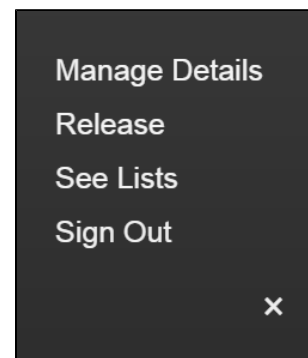 Manage Details
Release
See Lists
Sign Out
×